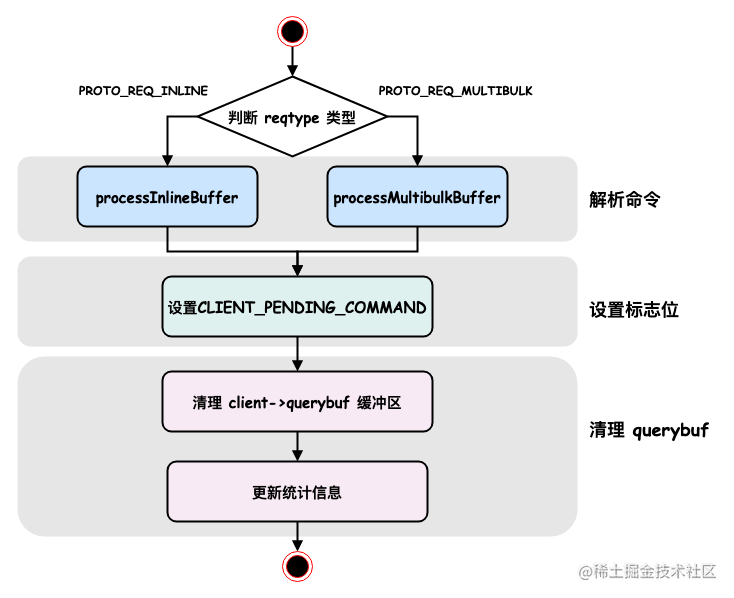 PROTO_REQ_INLINE
PROTO_REQ_MULTIBULK
判断 reqtype 类型
processInlineBuffer
processMultibulkBuffer
解析命令
设置CLIENT_PENDING_COMMAND
设置标志位
清理 client->querybuf 缓冲区
清理 querybuf
更新统计信息
@稀土掘金技术社区